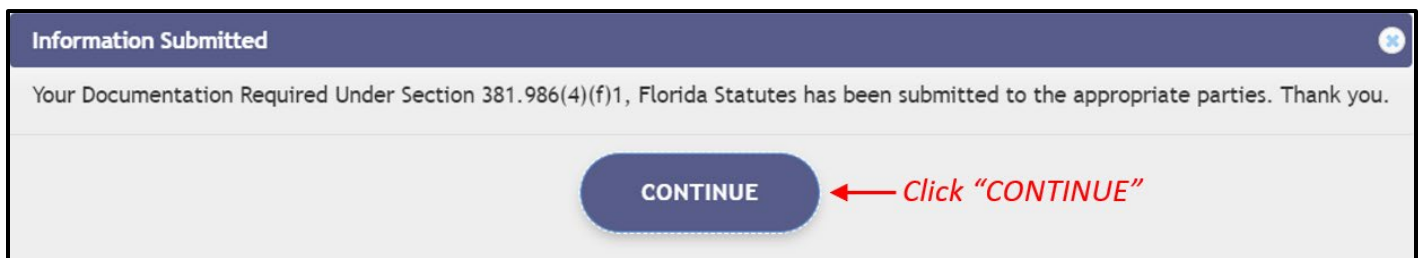 Information Submitted
Your Documentation Required Under Section 381.986(4)(f)1, Florida Statutes has been submitted to the appropriate parties. Thank you.
CONTINUE Click “CONTINUE”